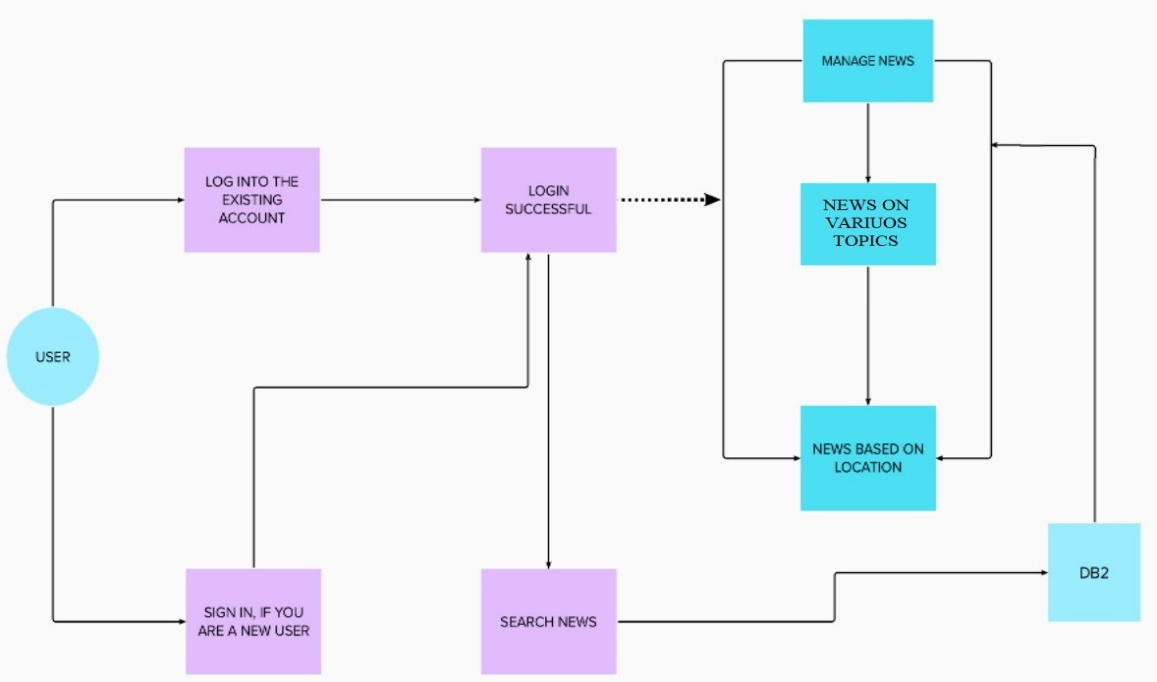 MANAGE NEWS
LOG INTO THE
EXISTING
ACCOUNT
LOGIN
SUCCESSFUL
NEWS ON
VARIUOS
TOPICS
USER
NEWS BASED ON
LOCATION
SIGN IN, IF YOU
ARE A NEW USER
SEARCH NEWS
DB2